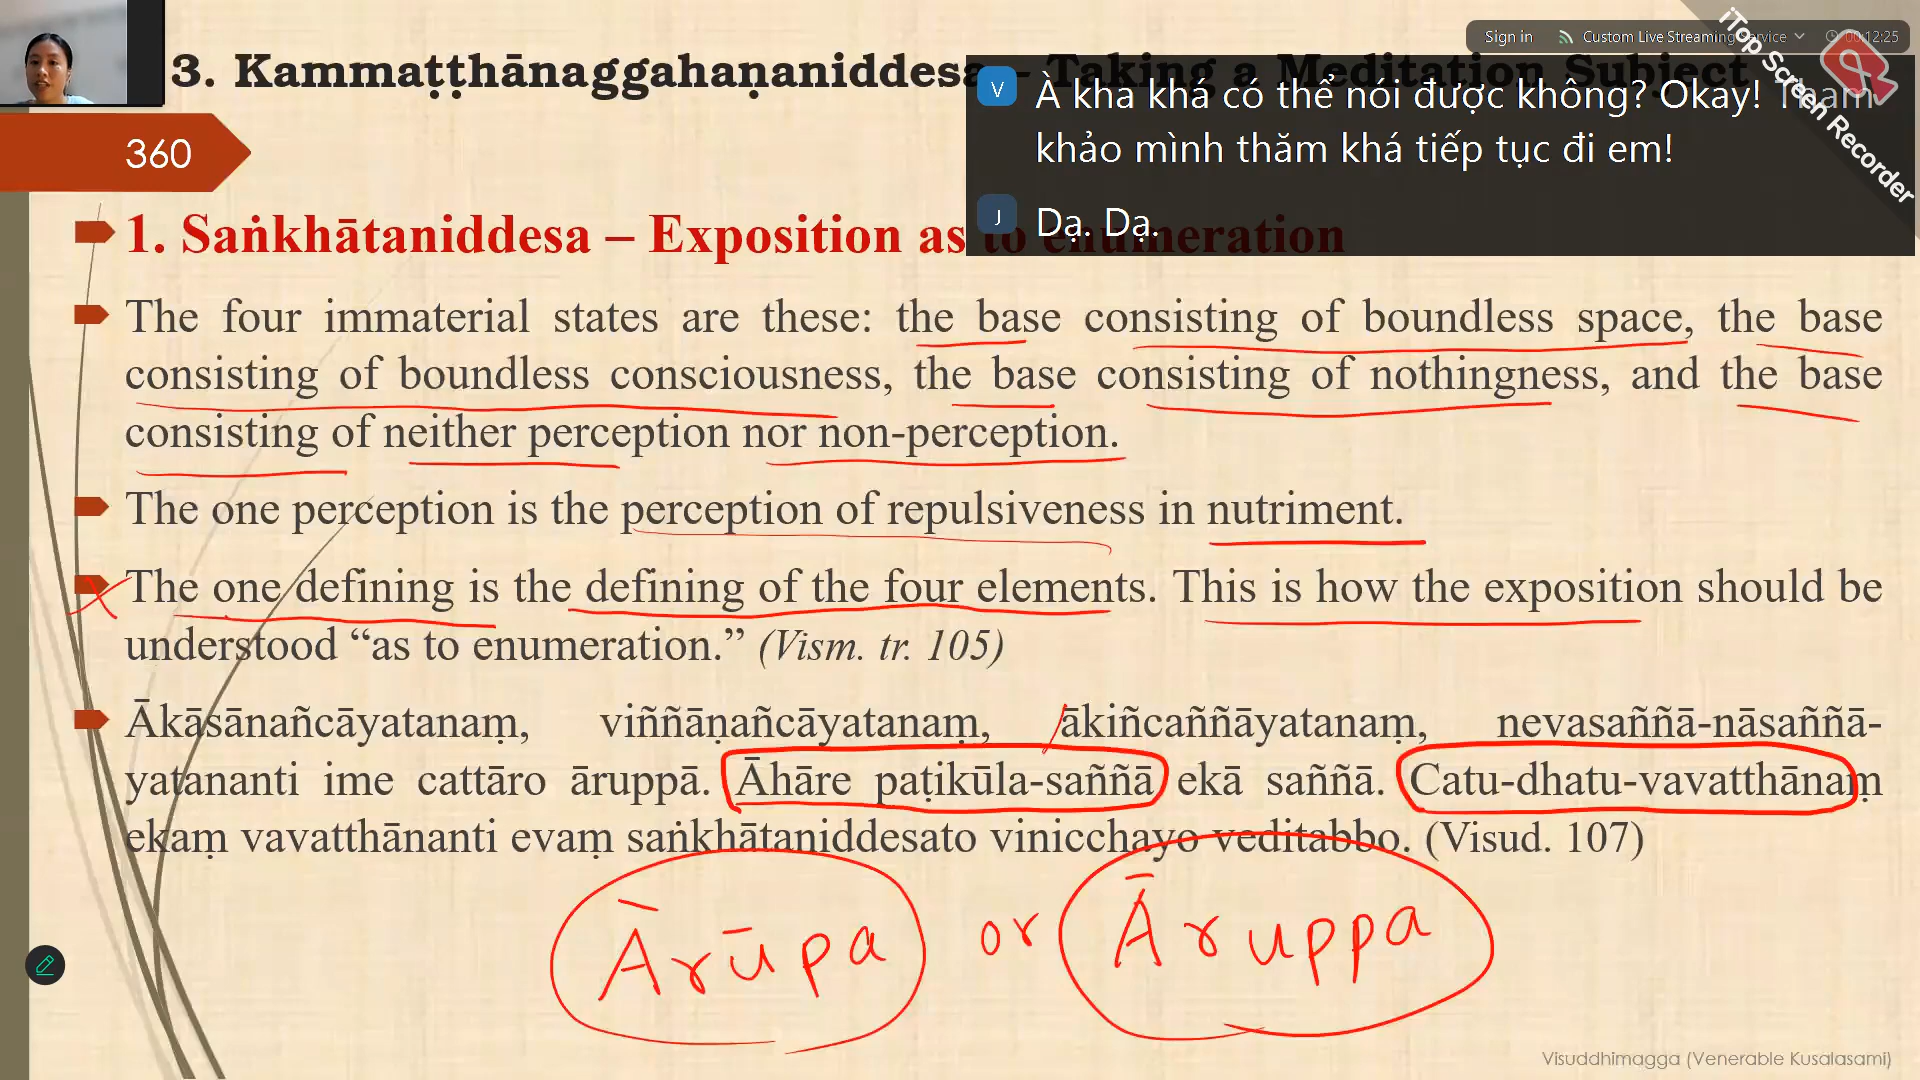 3. Kammaṭṭhānaggahaṇaniddesa – Taking a Meditation Subject
Sign in
Custom Live Streaming Service
00:12:25
iTop Screen Recorder
V
À kha khá có thể nói được không? Okay! Tham
khảo mình thăm khá tiếp tục đi em!
J
Dạ. Dạ.
360
1. Saṅkhātaniddesa – Exposition as to enumeration
The four immaterial states are these: the base consisting of boundless space, the base
consisting of boundless consciousness, the base consisting of nothingness, and the base
consisting of neither perception nor non-perception.
The one perception is the perception of repulsiveness in nutriment.
The one defining is the defining of the four elements. This is how the exposition should be
understood “as to enumeration.” (Vism. tr. 105)
Ākāsānañcāyatanaṃ, viññāṇañcāyatanaṃ, ākiñcaññāyatanaṃ, nevasaññā-nāsaññā-
yatananti ime cattāro āruppā. Āhāre paṭikūla-saññā ekā saññā. Catu-dhatu-vavatthānaṃ
ekaṃ vavatthānanti evaṃ saṅkhātaniddesato vinicchayo veditabbo. (Visud. 107)
Ārūpa or Āruppa
Visuddhimagga (Venerable Kusalasami)